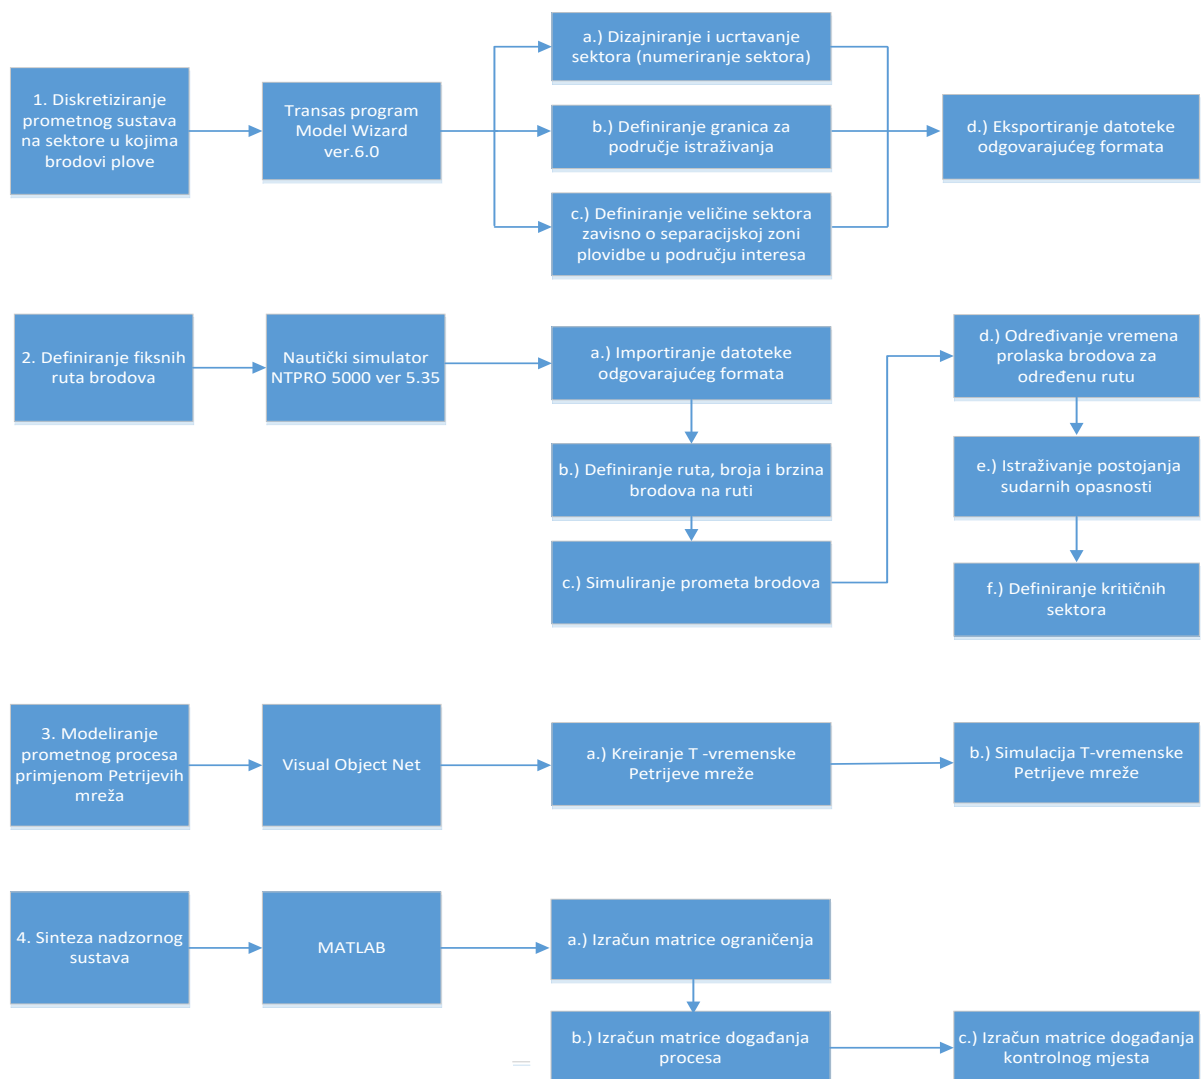 1. Diskretiziranje
prometnog sustava
na sektore u kojima
brodovi plove
Transas program
Model Wizard
ver.6.0
a.) Dizajniranje i ucrtavanje
sektora (numeriranje sektora)
b.) Definiranje granica za
područje istraživanja
c.) Definiranje veličine sektora
zavisno o separacijskoj zoni
plovidbe u području interesa
d.) Eksportiranje datoteke
odgovarajućeg formata
2. Definiranje fiksnih
ruta brodova
Nautički simulator
NTPRO 5000 ver 5.35
a.) Importiranje datoteke
odgovarajućeg formata
b.) Definiranje ruta, broja i brzina
brodova na ruti
c.) Simuliranje prometa brodova
d.) Određivanje vremena
prolaska brodova za
određenu rutu
e.) Istraživanje postojanja
sudarnih opasnosti
f.) Definiranje kritičnih
sektora
3. Modeliranje
prometnog procesa
primjenom Petrijevih
mreža
Visual Object Net
a.) Kreiranje T -vremenske
Petrijeve mreže
b.) Simulacija T-vremenske
Petrijeve mreže
4. Sinteza nadzornog
sustava
MATLAB
a.) Izračun matrice ograničenja
b.) Izračun matrice događanja
procesa
c.) Izračun matrice događanja
kontrolnog mjesta